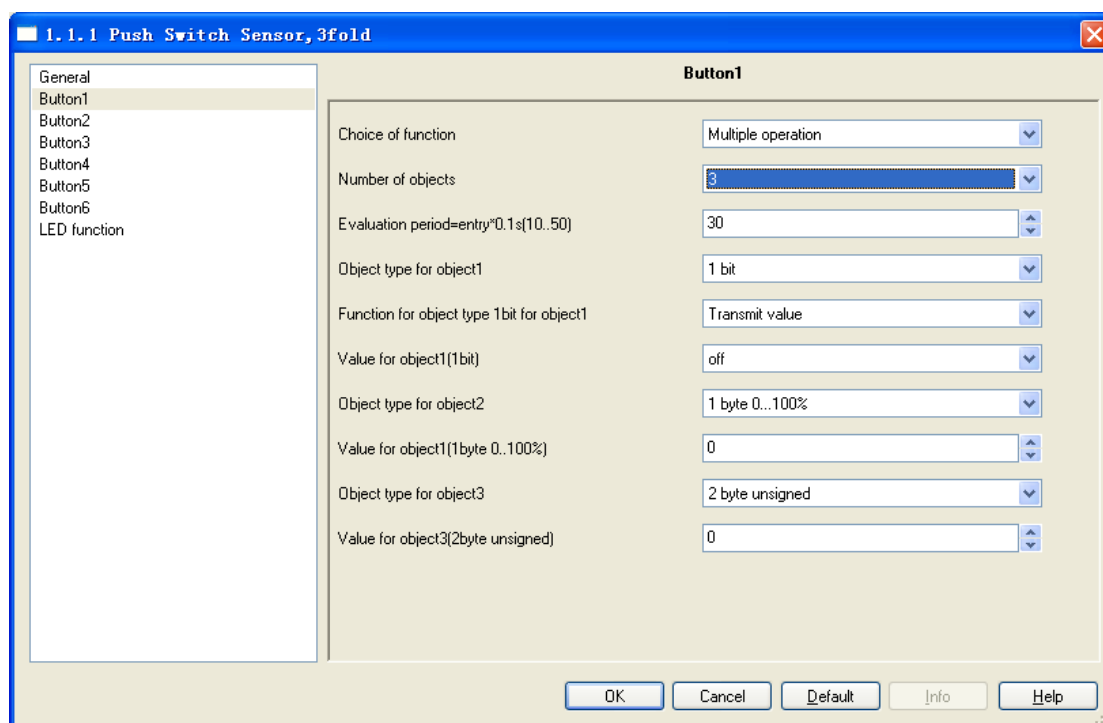 1.1.1 Push Switch Sensor,3fold
General
Button1
Button2
Button3
Button4
Button5
Button6
LED function
Button1
Choice of function Multiple operation
Number of objects 3
Evaluation period=entry*0.1s(10..50) 30
Object type for object1 1 bit
Function for object type 1bit for object1 Transmit value
Value for object1(1bit) off
Object type for object2 1 byte 0...100%
Value for object1(1byte 0..100%) 0
Object type for object3 2 byte unsigned
Value for object3(2byte unsigned) 0
OK Cancel Default Info Help